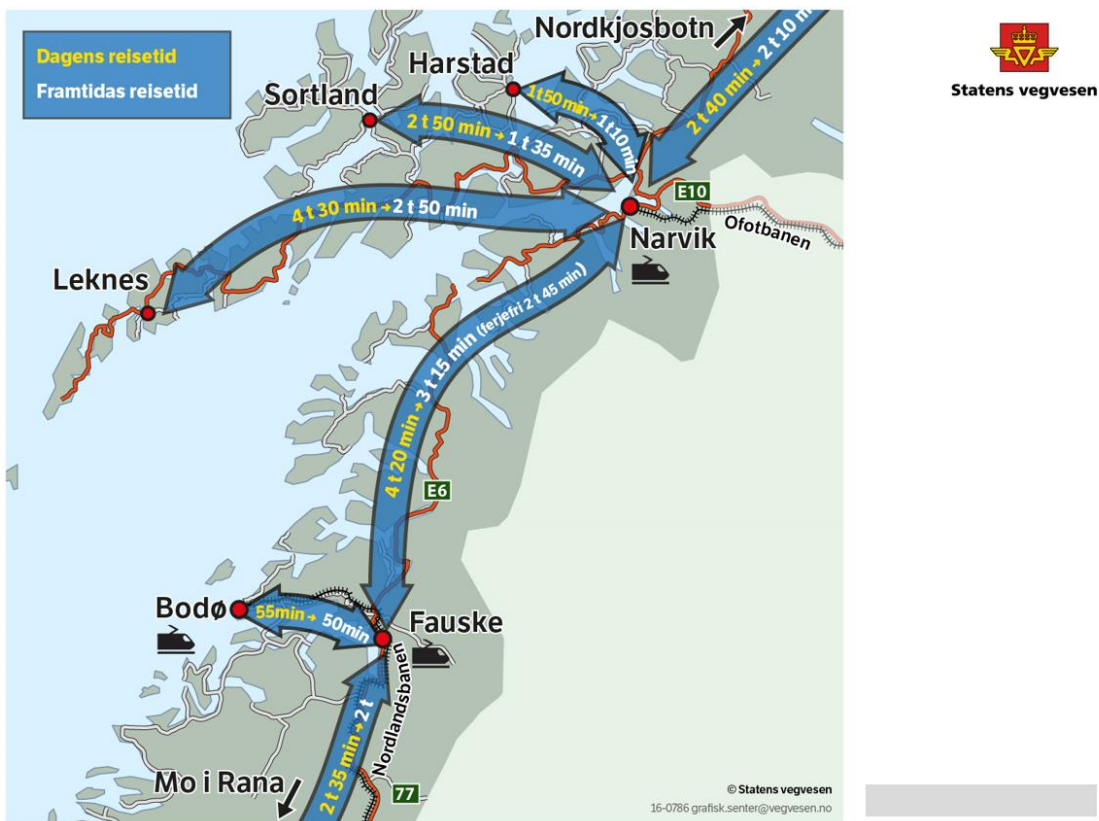 Dagens reisetid
Framtidas reisetid
Nordkjosbotn
2 t 40 min → 2 t 10 m
Harstad
1 t 50 min → 1 t 10 min
Sortland
2 t 50 min → 1 t 35 min
Statens vegvesen
E10
Ofotbanen
4 t 30 min → 2 t 50 min
Narvik
Leknes
4 t 20 min → 3 t 15 min (ferjefri 2 t 45 min)
E6
Bodø
55min → 50min
Fauske
Nordlandsbanen
2 t 35 min → 2 t
Mo i Rana
77
© Statens vegvesen
16-0786 grafisk.senter@vegvesen.no